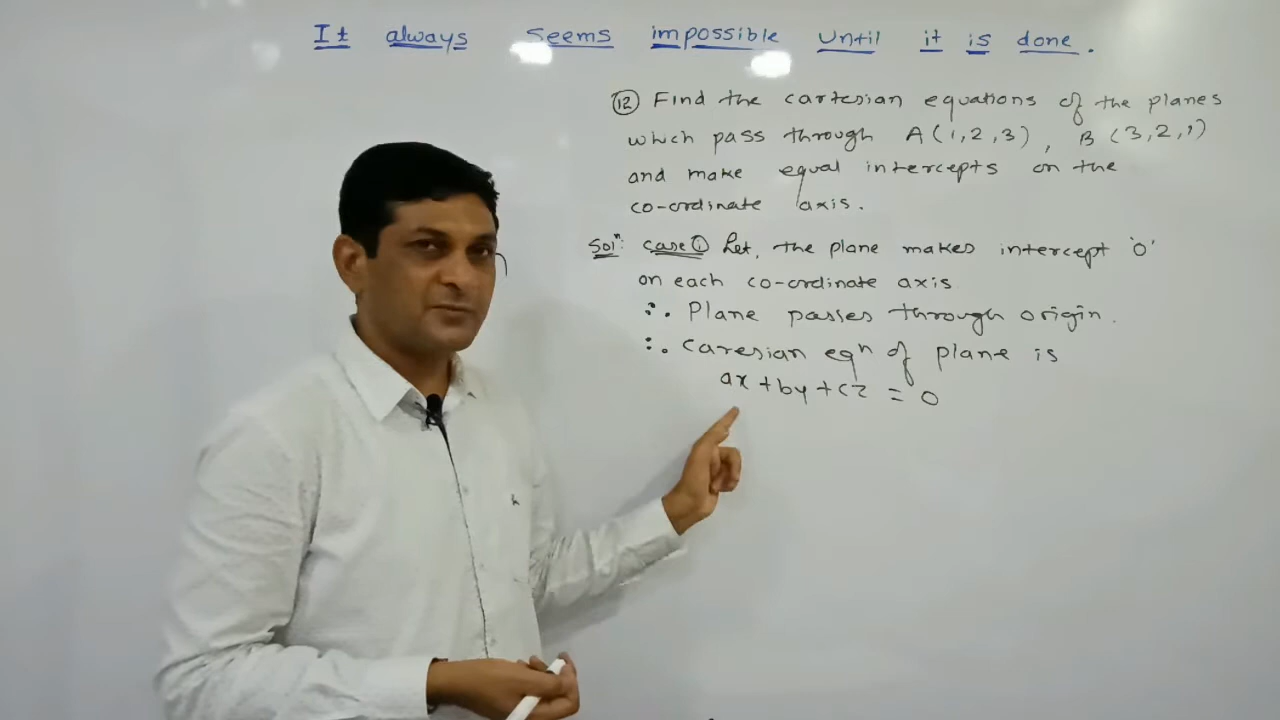 It always seems impossible until it is done.
⑫ Find the cartesian equations of the planes
which pass through A(1,2,3), B(3,2,1)
and make equal intercepts on the
co-ordinate axis.
Solⁿ: case① Let, the plane makes intercept '0'
on each co-ordinate axis
∴ Plane passes through origin.
∴ Caresian eqⁿ of plane is
ax+by+cz = 0